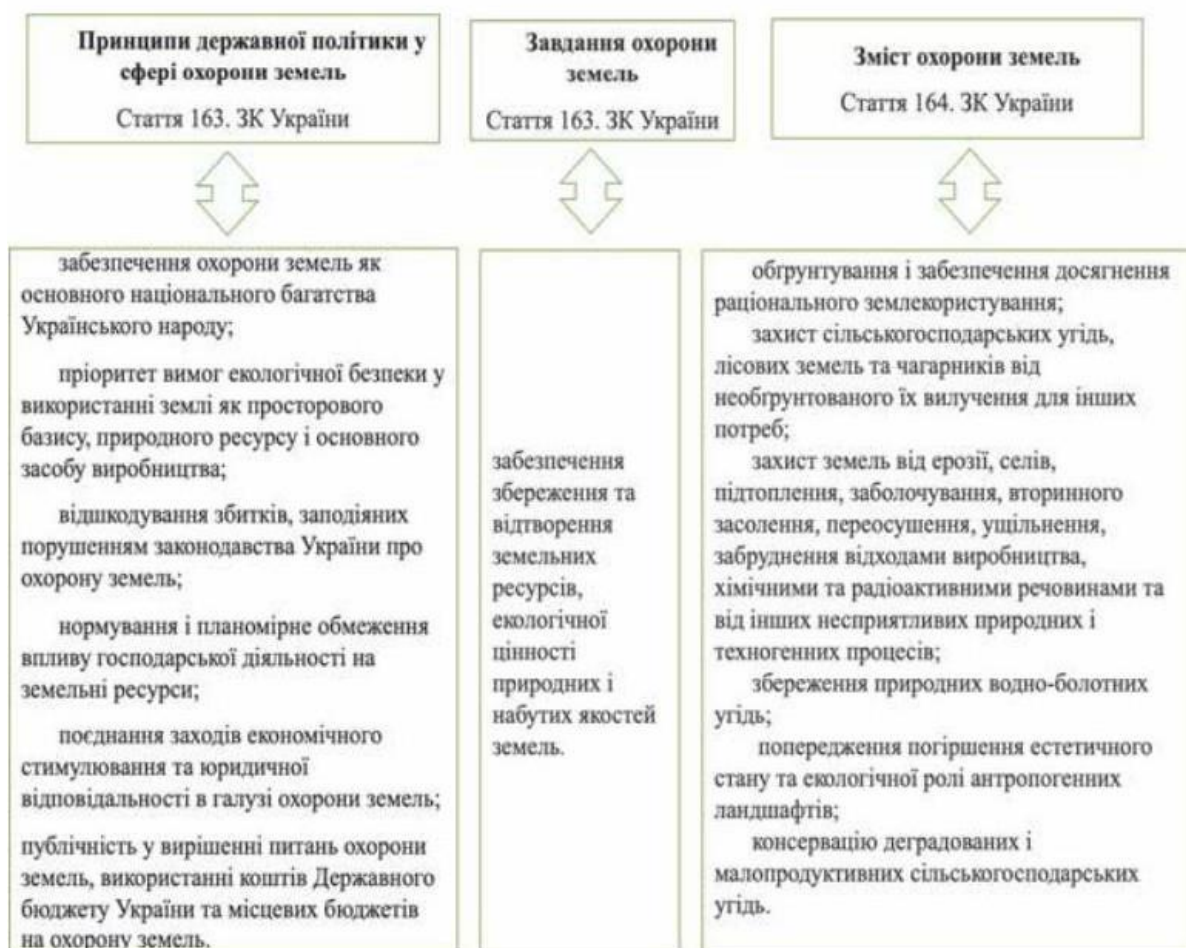 Принципи державної політики у
сфері охорони земель
Стаття 163. ЗК України
забезпечення охорони земель як
основного національного багатства
Українського народу;
пріоритет вимог екологічної безпеки у
використанні землі як просторового
базису, природного ресурсу і основного
засобу виробництва;
відшкодування збитків, заподіяних
порушенням законодавства України про
охорону земель;
нормування і планомірне обмеження
впливу господарської діяльності на
земельні ресурси;
поєднання заходів економічного
стимулювання та юридичної
відповідальності в галузі охорони земель;
публічність у вирішенні питань охорони
земель, використанні коштів Державного
бюджету України та місцевих бюджетів
на охорону земель.
Завдання охорони
земель
Стаття 163. ЗК України
забезпечення
збереження та
відтворення
земельних
ресурсів,
екологічної
цінності
природних і
набутих якостей
земель.
Зміст охорони земель
Стаття 164. ЗК України
обґрунтування і забезпечення досягнення
раціонального землекористування;
захист сільськогосподарських угідь,
лісових земель та чагарників від
необґрунтованого їх вилучення для інших
потреб;
захист земель від ерозії, селів,
підтоплення, заболочування, вторинного
засолення, переосушення, ущільнення,
забруднення відходами виробництва,
хімічними та радіоактивними речовинами та
від інших несприятливих природних і
техногенних процесів;
збереження природних водно-болотних
угідь;
попередження погіршення естетичного
стану та екологічної ролі антропогенних
ландшафтів;
консервацію деградованих і
малопродуктивних сільськогосподарських
угідь.